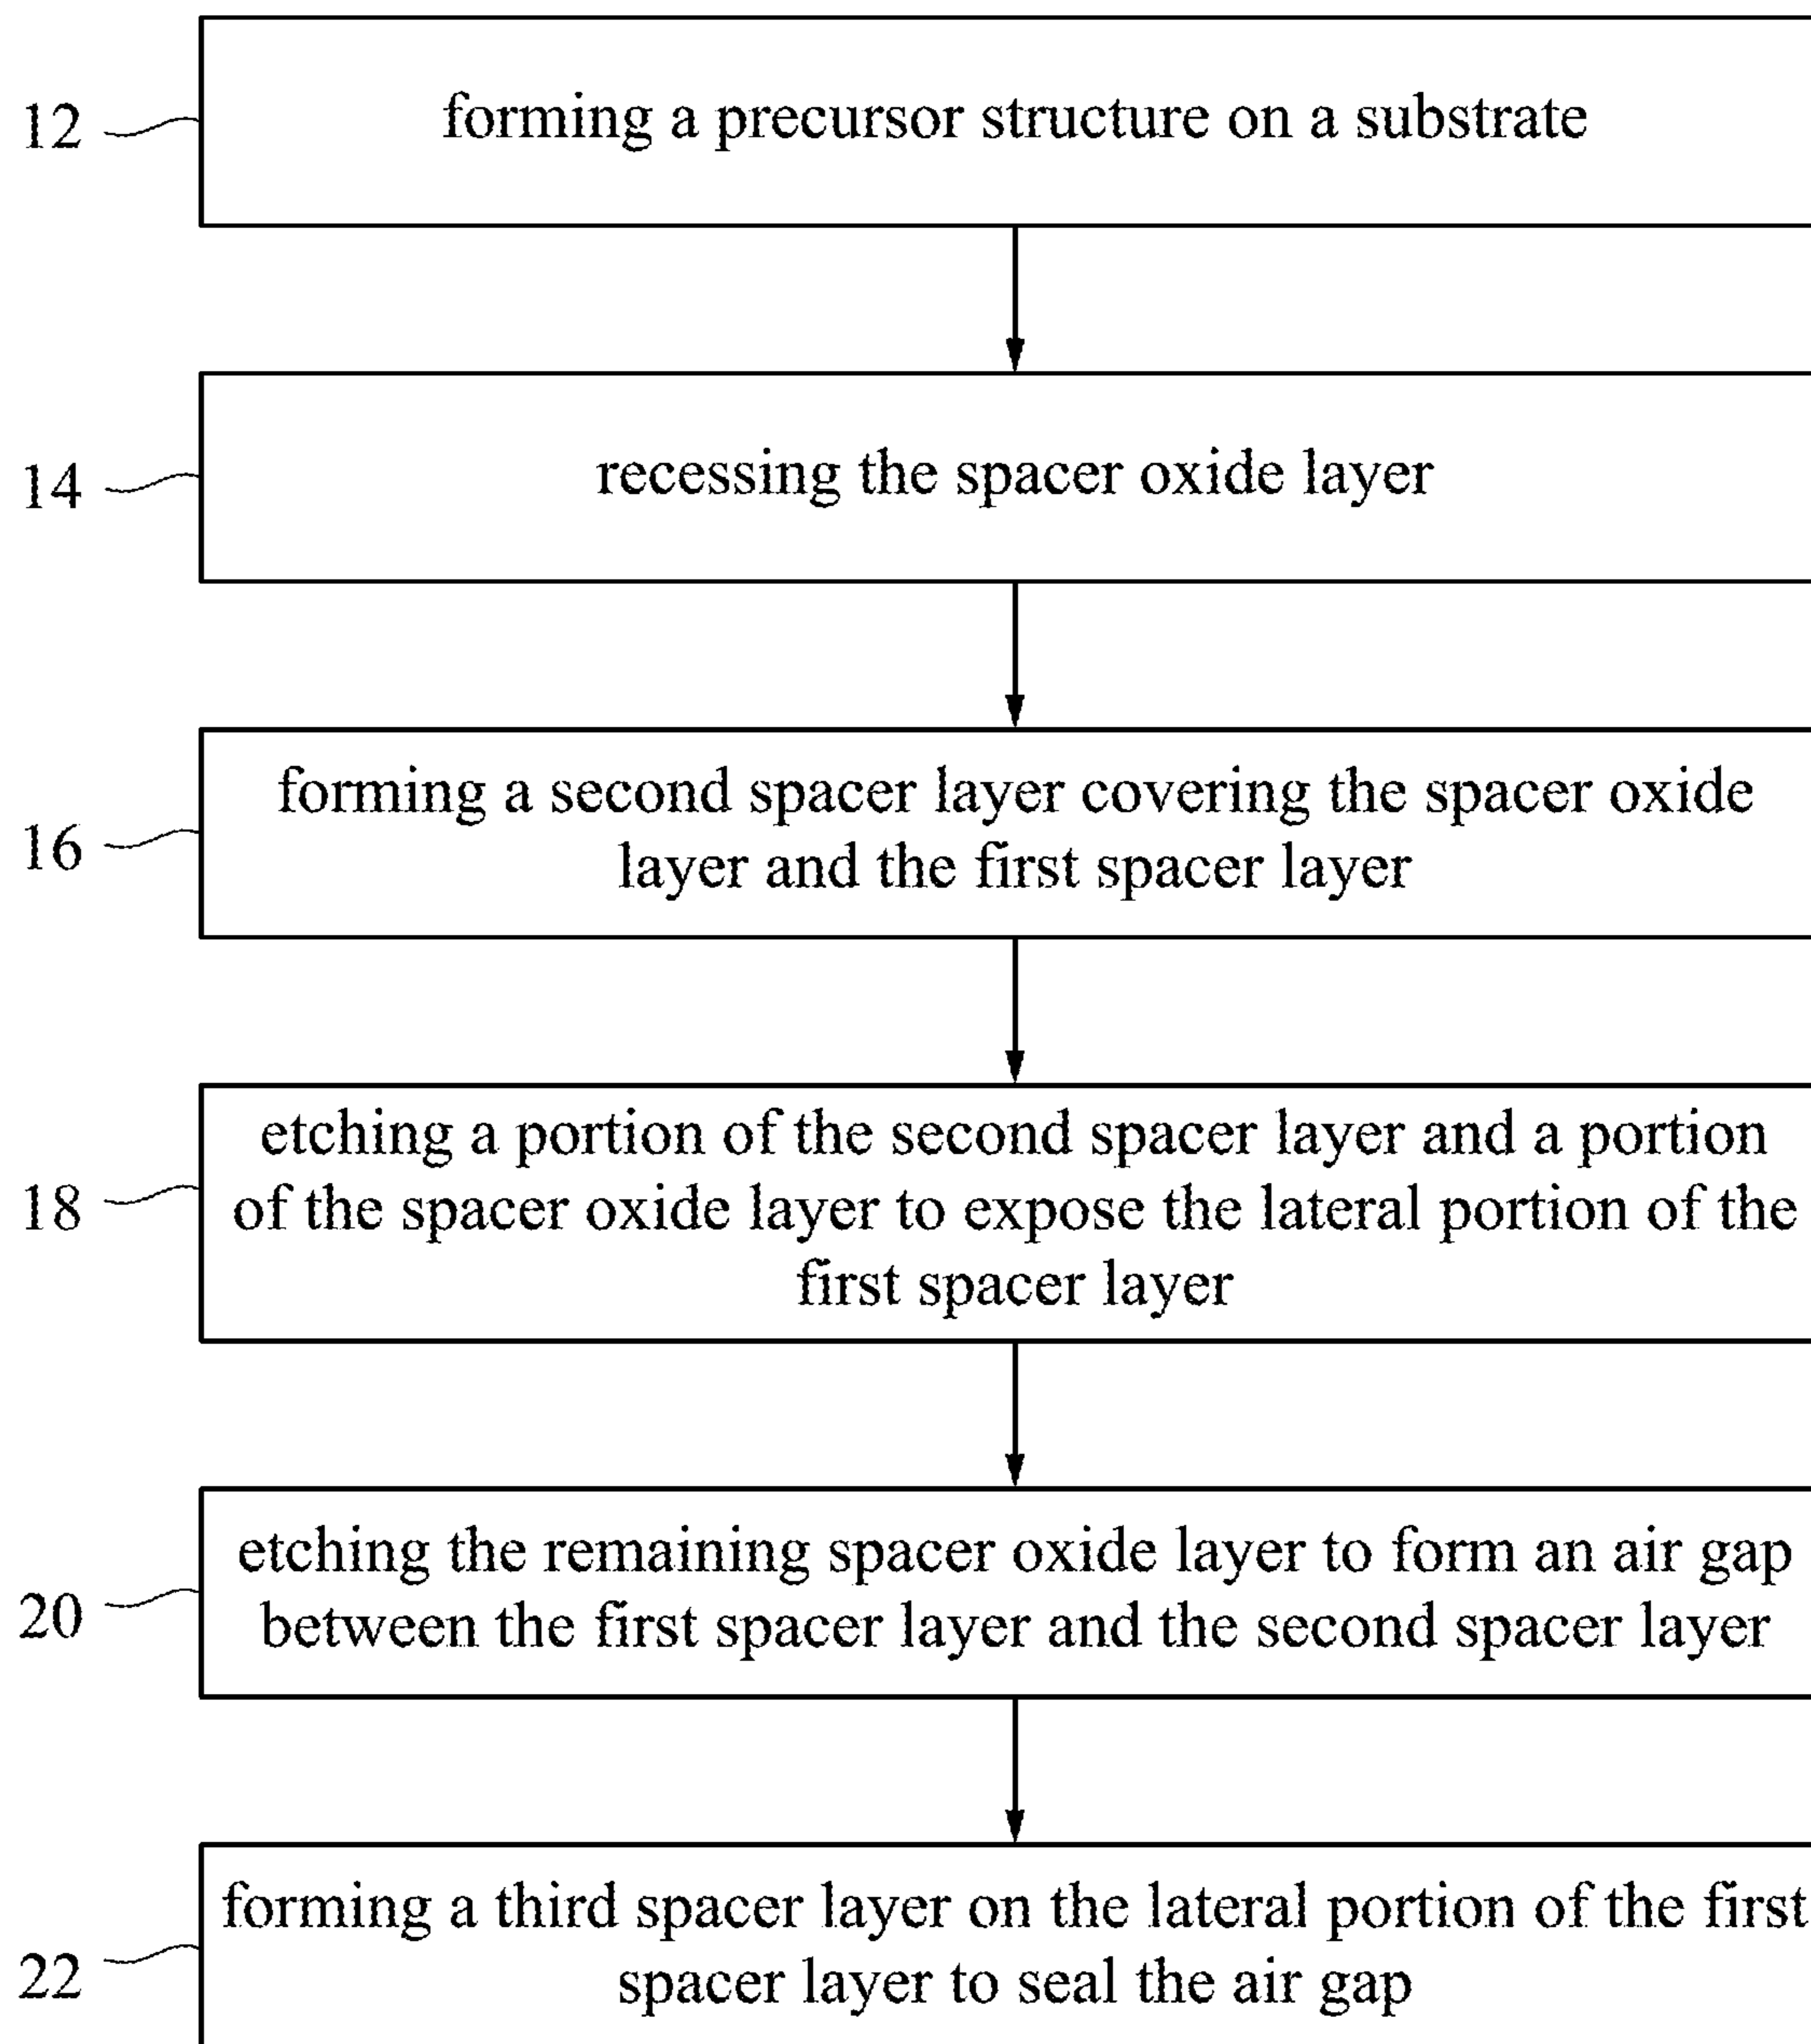 12
forming a precursor structure on a substrate
14
recessing the spacer oxide layer
16
forming a second spacer layer covering the spacer oxide
layer and the first spacer layer
18
etching a portion of the second spacer layer and a portion
of the spacer oxide layer to expose the lateral portion of the
first spacer layer
20
etching the remaining spacer oxide layer to form an air gap
between the first spacer layer and the second spacer layer
22
forming a third spacer layer on the lateral portion of the first
spacer layer to seal the air gap